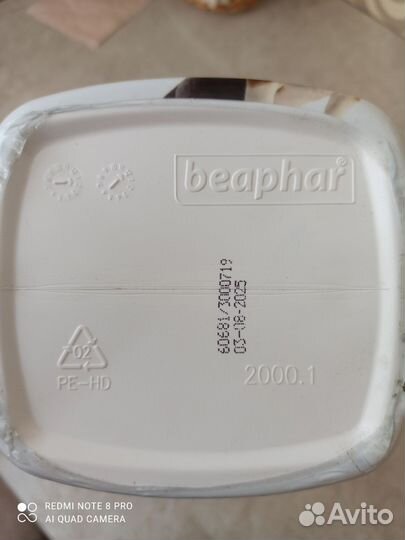 beaphar®
60681/3000719
03-08-2025
02
PE-HD
2000.1
REDMI NOTE 8 PRO
AI QUAD CAMERA
Avito